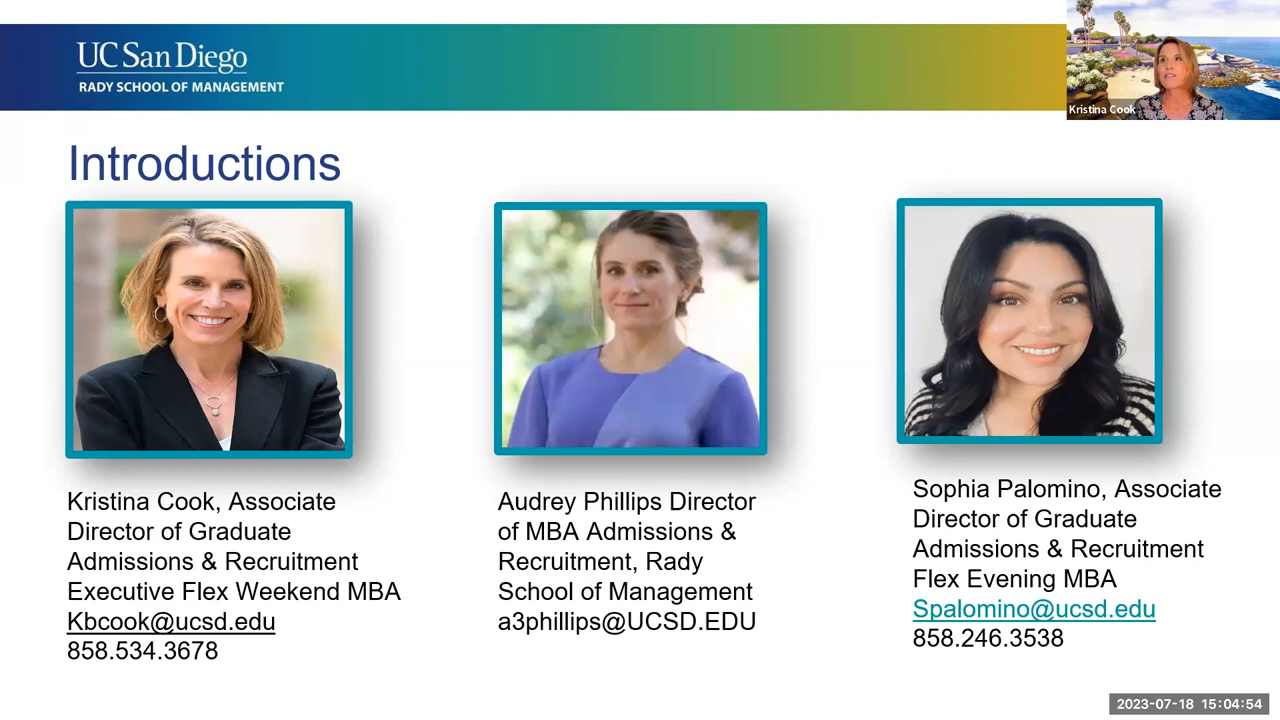 UC San Diego
RADY SCHOOL OF MANAGEMENT
Kristina Cook
Introductions
Kristina Cook, Associate
Director of Graduate
Admissions & Recruitment
Executive Flex Weekend MBA
Kbcook@ucsd.edu
858.534.3678
Audrey Phillips Director
of MBA Admissions &
Recruitment, Rady
School of Management
a3phillips@UCSD.EDU
Sophia Palomino, Associate
Director of Graduate
Admissions & Recruitment
Flex Evening MBA
Spalomino@ucsd.edu
858.246.3538
2023-07-18 15:04:54